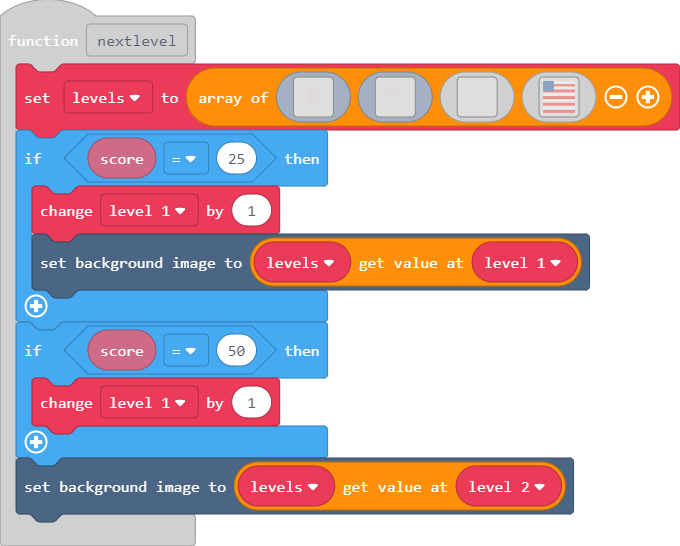 function nextlevel
set levels to array of
if score = 25 then
change level 1 by 1
set background image to levels get value at level 1
if score = 50 then
change level 1 by 1
set background image to levels get value at level 2